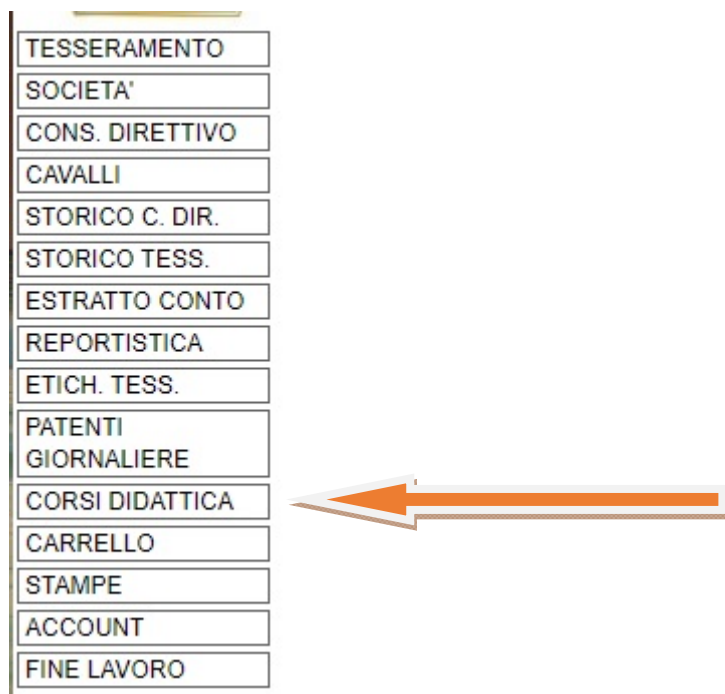 TESSERAMENTO
SOCIETA'
CONS. DIRETTIVO
CAVALLI
STORICO C. DIR.
STORICO TESS.
ESTRATTO CONTO
REPORTISTICA
ETICH. TESS.
PATENTI
GIORNALIERE
CORSI DIDATTICA
CARRELLO
STAMPE
ACCOUNT
FINE LAVORO